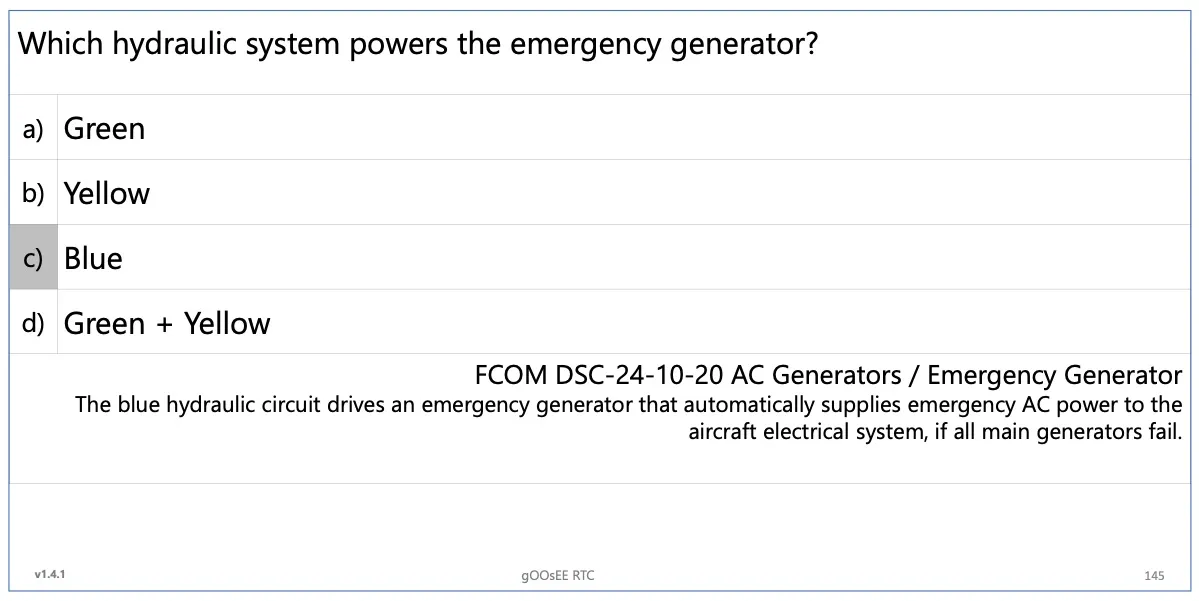 Which hydraulic system powers the emergency generator?
a) Green
b) Yellow
c) Blue
d) Green + Yellow
FCOM DSC-24-10-20 AC Generators / Emergency Generator
The blue hydraulic circuit drives an emergency generator that automatically supplies emergency AC power to the
aircraft electrical system, if all main generators fail.
v1.4.1 gOOsEE RTC 145